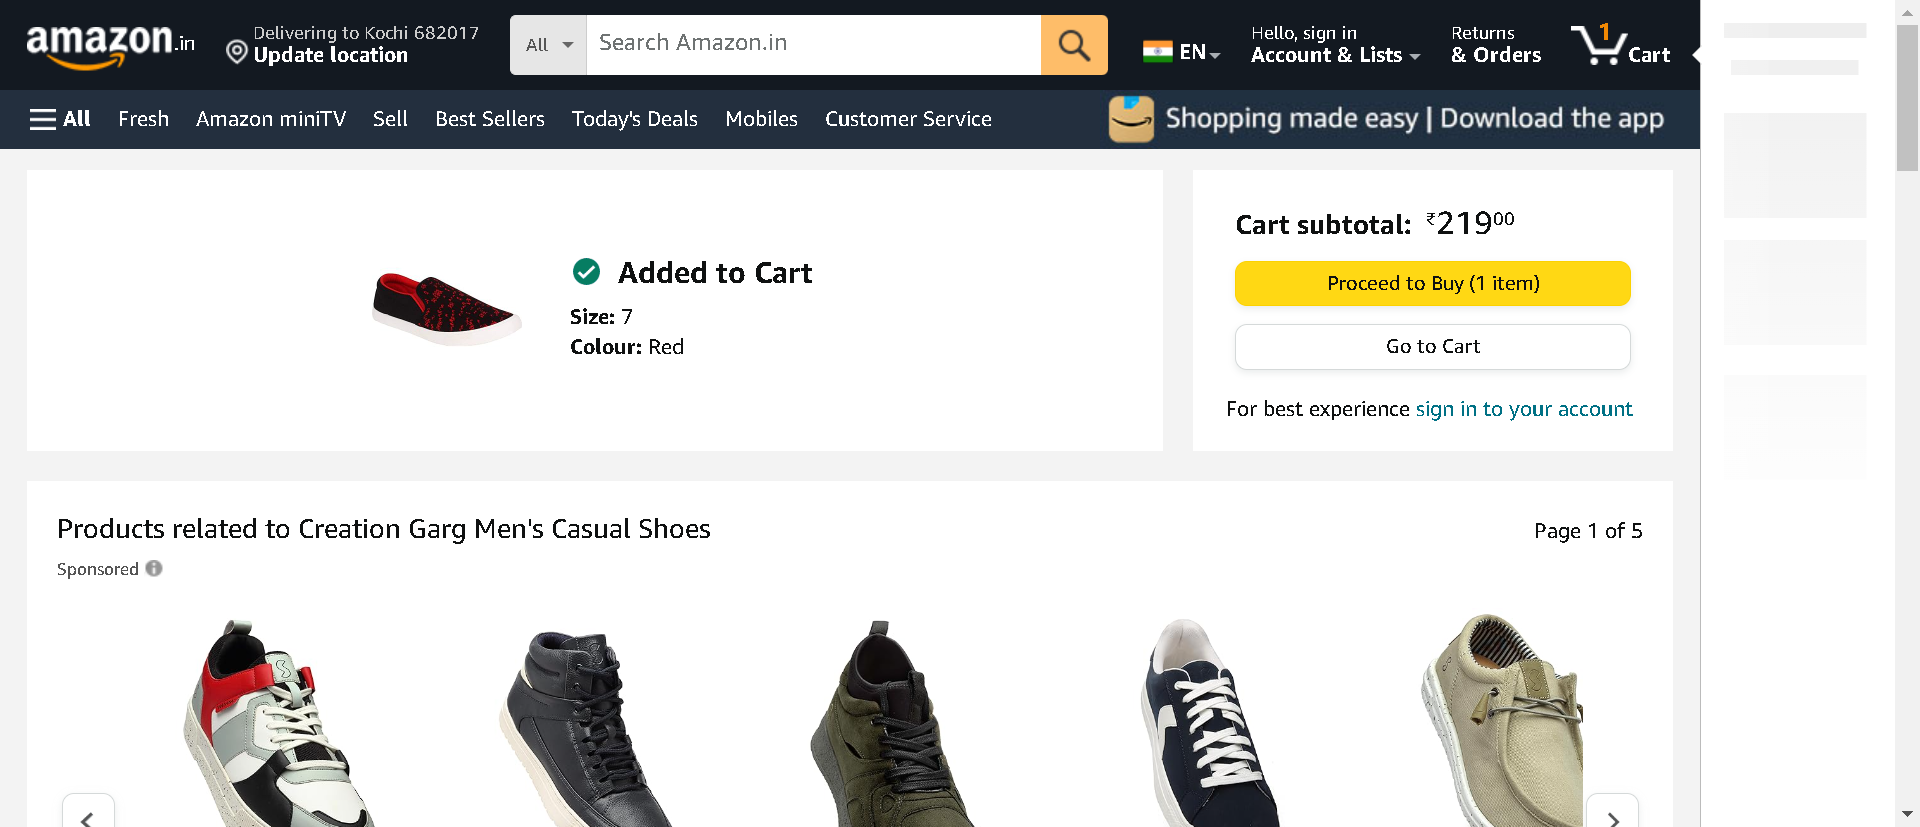 amazon.in
Delivering to Kochi 682017
Update location
All
Search Amazon.in
EN
Hello, sign in
Account & Lists
Returns
& Orders
1
Cart
All
Fresh
Amazon miniTV
Sell
Best Sellers
Today's Deals
Mobiles
Customer Service
Shopping made easy | Download the app
Added to Cart
Size: 7
Colour: Red
Cart subtotal: ₹21900
Proceed to Buy (1 item)
Go to Cart
For best experience sign in to your account
Products related to Creation Garg Men's Casual Shoes
Page 1 of 5
Sponsored